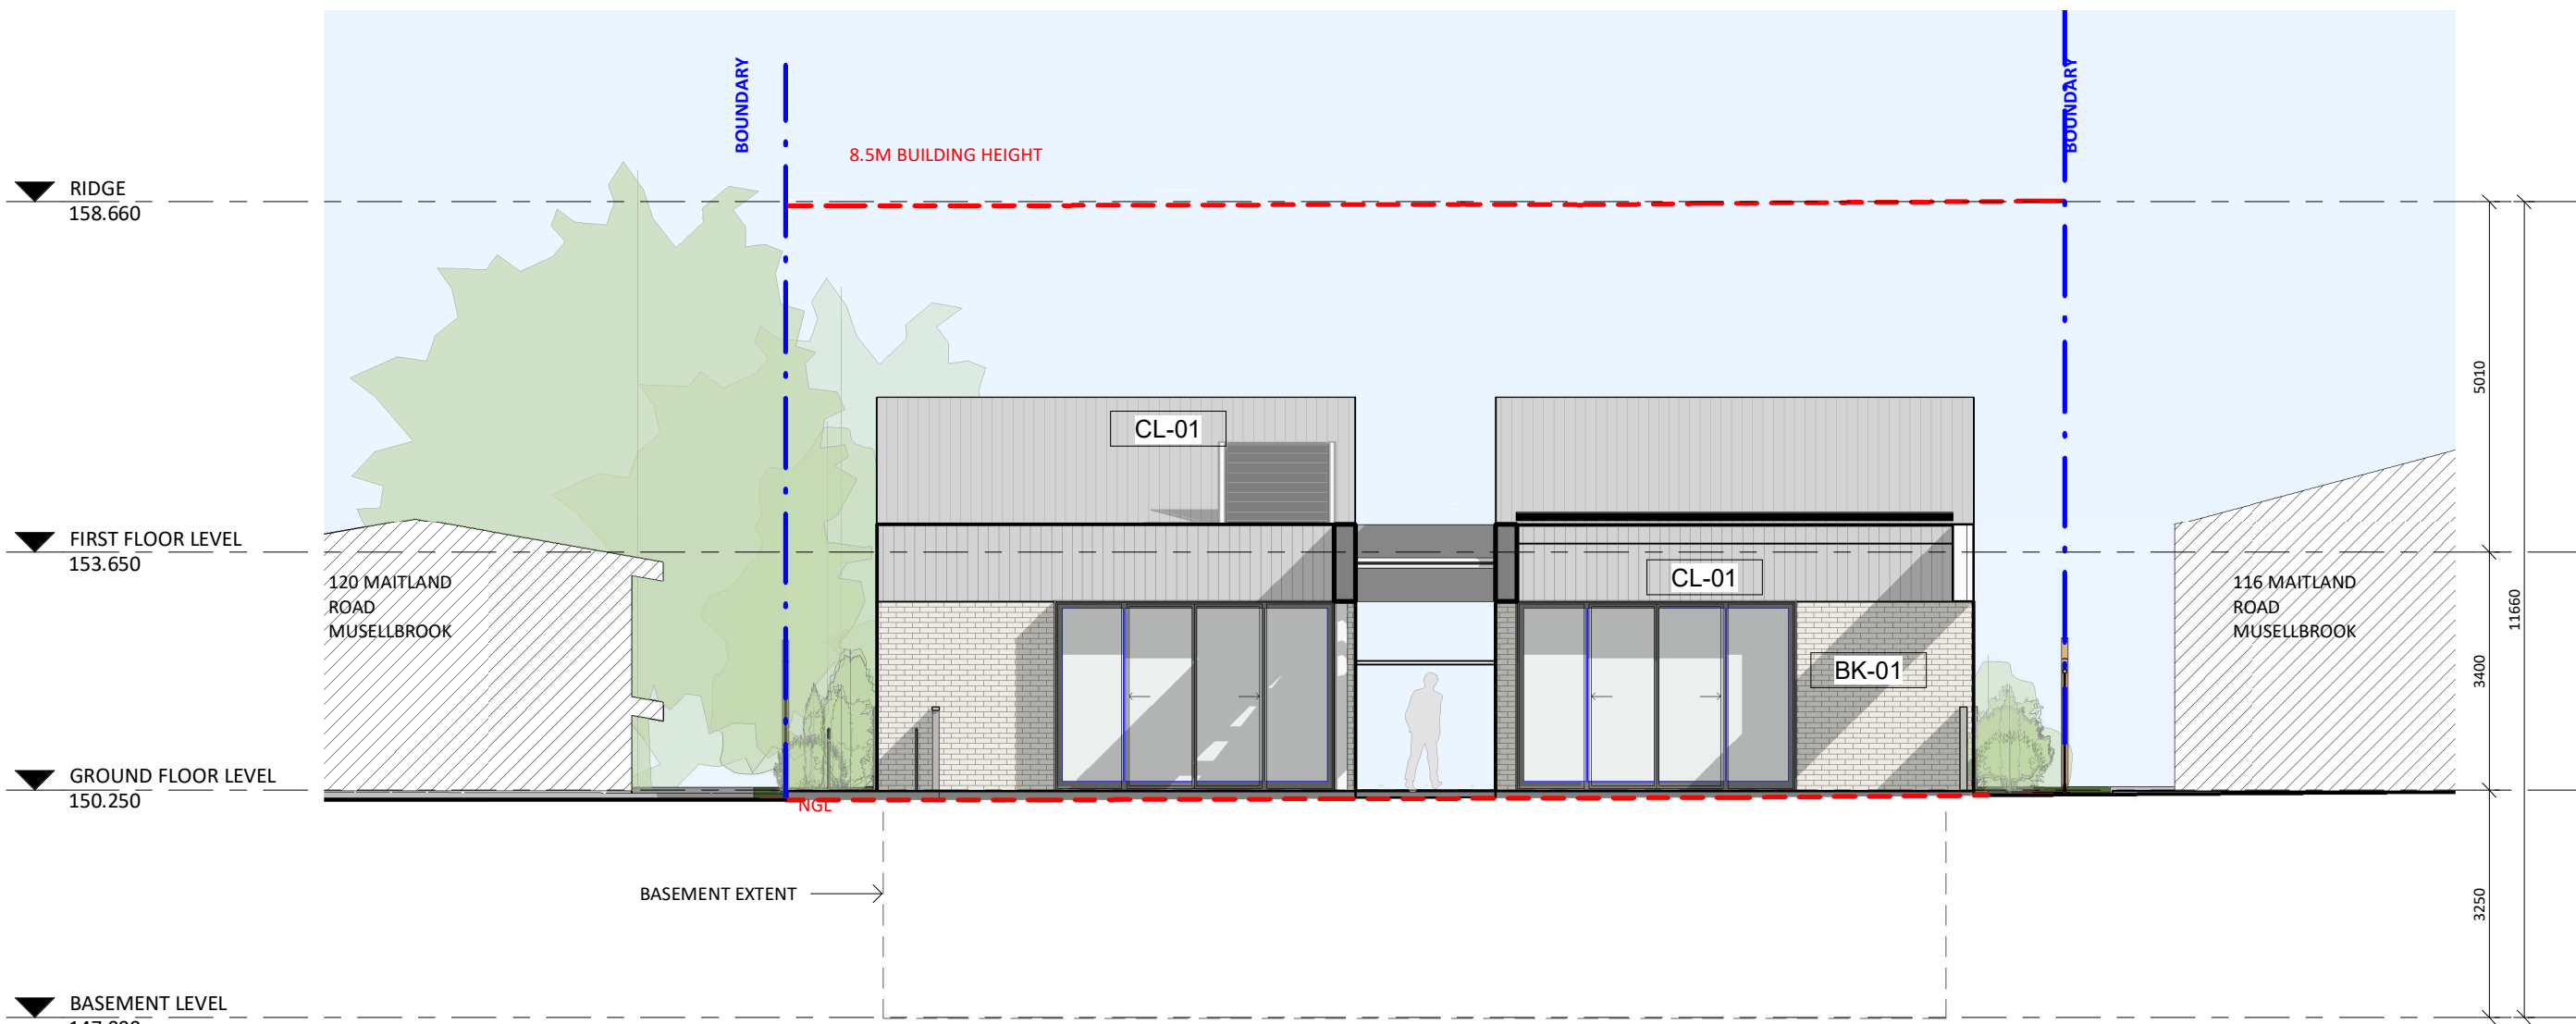 BOUNDARY
BOUNDARY
8.5M BUILDING HEIGHT
RIDGE
158.660
CL-01
5010
FIRST FLOOR LEVEL
153.650
120 MAITLAND
ROAD
MUSELLBROOK
CL-01
116 MAITLAND
ROAD
MUSELLBROOK
11660
BK-01
3400
GROUND FLOOR LEVEL
150.250
NGL
BASEMENT EXTENT
3250
BASEMENT LEVEL